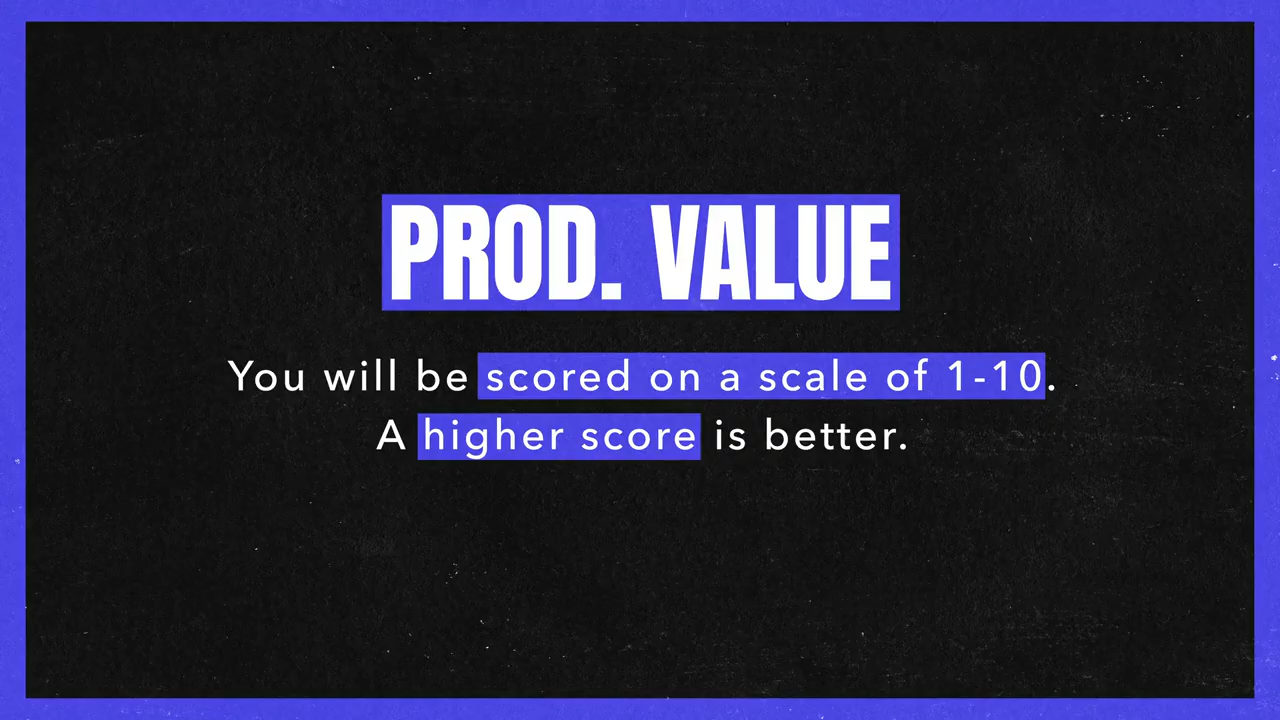 PROD. VALUE
You will be scored on a scale of 1-10.
A higher score is better.